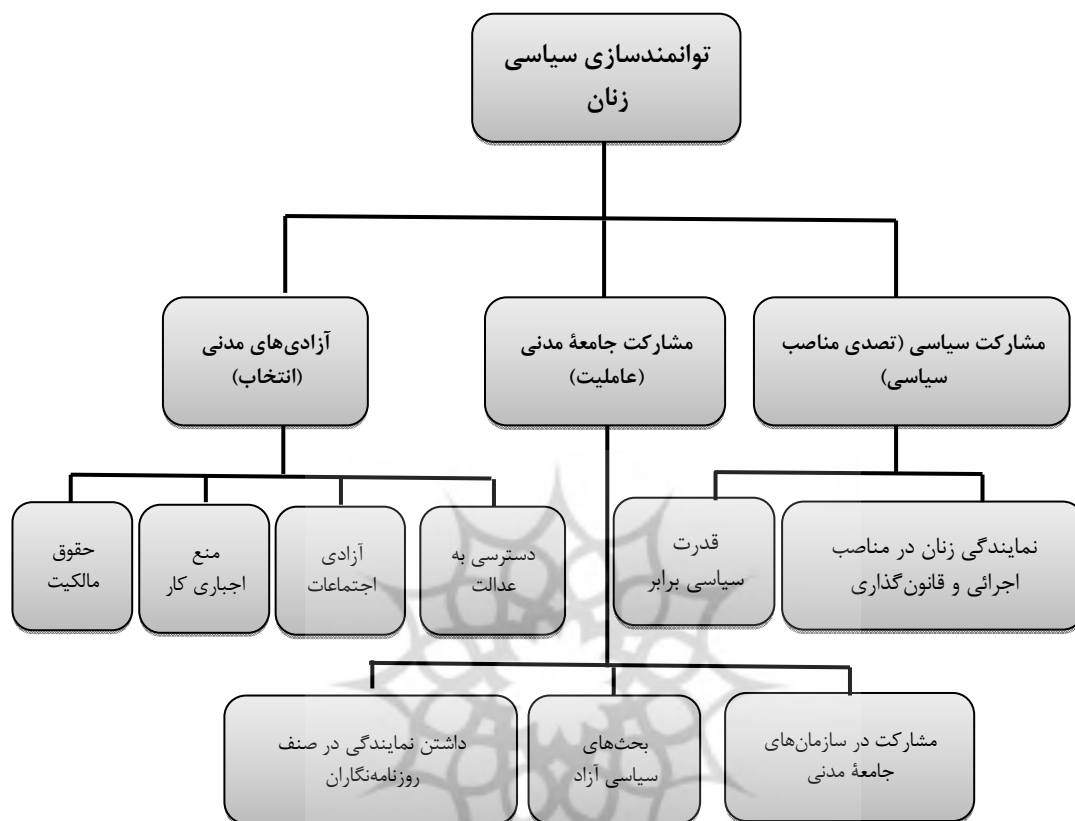 توانمندسازی سیاسی
زنان
مشارکت سیاسی (تصدی مناصب
سیاسی)
مشارکت جامعۀ مدنی
(عاملیت)
آزادی‌های مدنی
(انتخاب)
نمایندگی زنان در مناصب
اجرائی و قانون‌گذاری
قدرت
سیاسی برابر
دسترسی به
عدالت
آزادی
اجتماعات
منع
اجباری کار
حقوق
مالکیت
مشارکت در سازمان‌های
جامعۀ مدنی
بحث‌های
سیاسی آزاد
داشتن نمایندگی در صنف
روزنامه‌نگاران